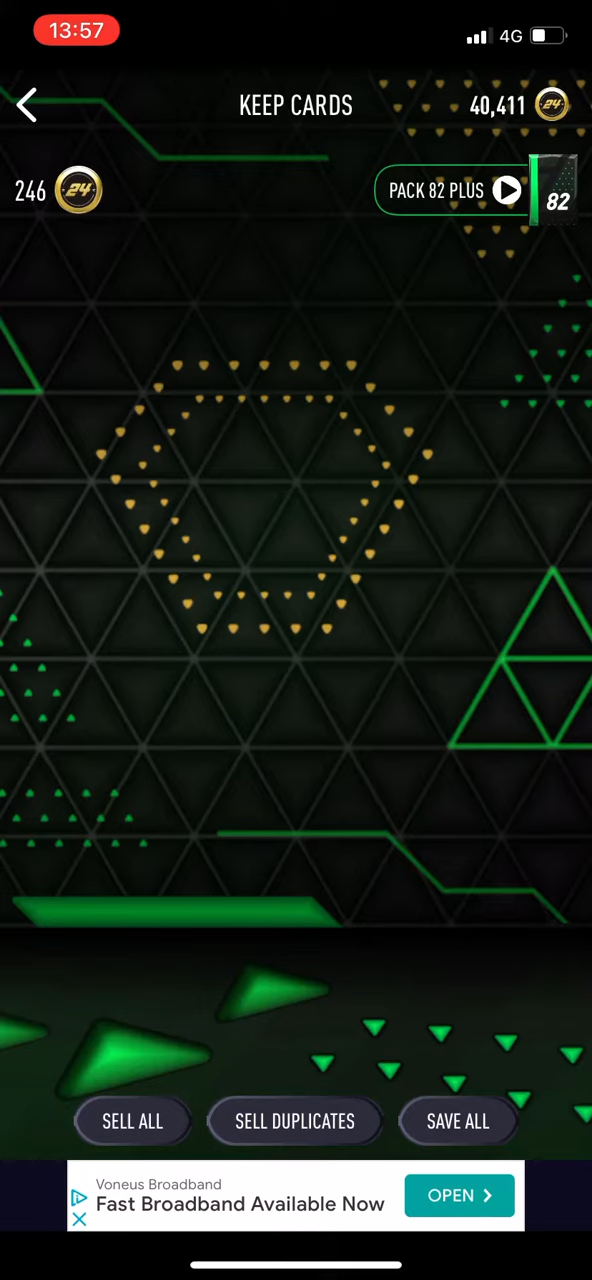 13:57
4G
KEEP CARDS
40,411
24
246
24
PACK 82 PLUS
82
SELL ALL
SELL DUPLICATES
SAVE ALL
Voneus Broadband
Fast Broadband Available Now
OPEN